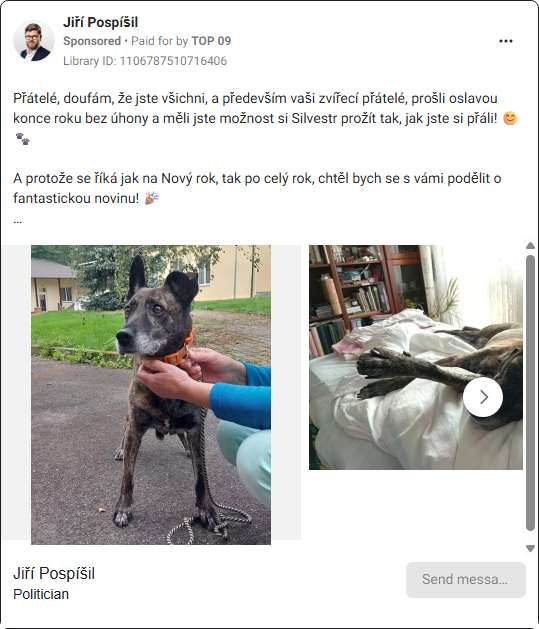 Jiří Pospíšil
Sponsored • Paid for by TOP 09
Library ID: 1106787510716406
Přátelé, doufám, že jste všichni, a především vaši zvířecí přátelé, prošli oslavou
konce roku bez úhony a měli jste možnost si Silvestr prožít tak, jak jste si přáli! 😊
🐾
A protože se říká jak na Nový rok, tak po celý rok, chtěl bych se s vámi podělit o
fantastickou novinu! 🎉
...
Jiří Pospíšil
Politician
Send messa...